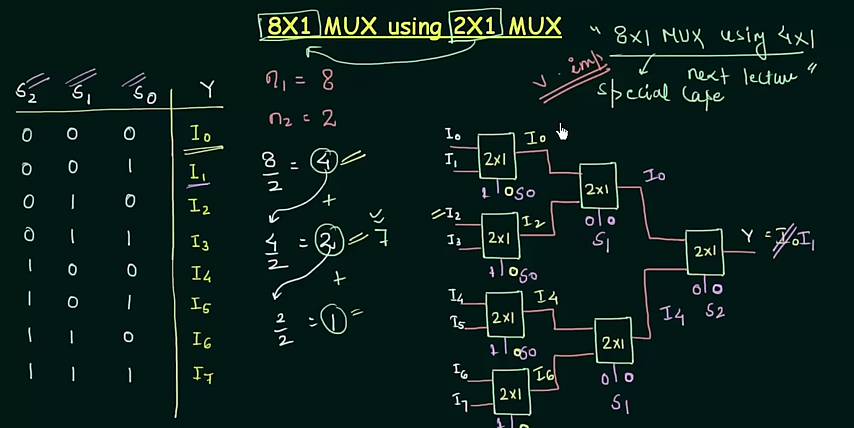 8X1 MUX using 2X1 MUX
" 8x1 MUX using 4x1
Special Case next lecture "
v. imp
n1 = 8
n2 = 2
8/2 = 4
+
4/2 = 2
7
+
2/2 = 1
S2 S1 S0 Y
0 0 0 I0
0 0 1 I1
0 1 0 I2
0 1 1 I3
1 0 0 I4
1 0 1 I5
1 1 0 I6
1 1 1 I7
I0
I1
2x1
I0
1 0 S0
I2
I3
2x1
I2
1 0 S0
I4
I5
2x1
I4
1 0 S0
I6
I7
2x1
I6
1
0
2x1
I0
0 0
S1
2x1
I4
0 0
S1
2x1
0 0
S2
Y = I0 I1